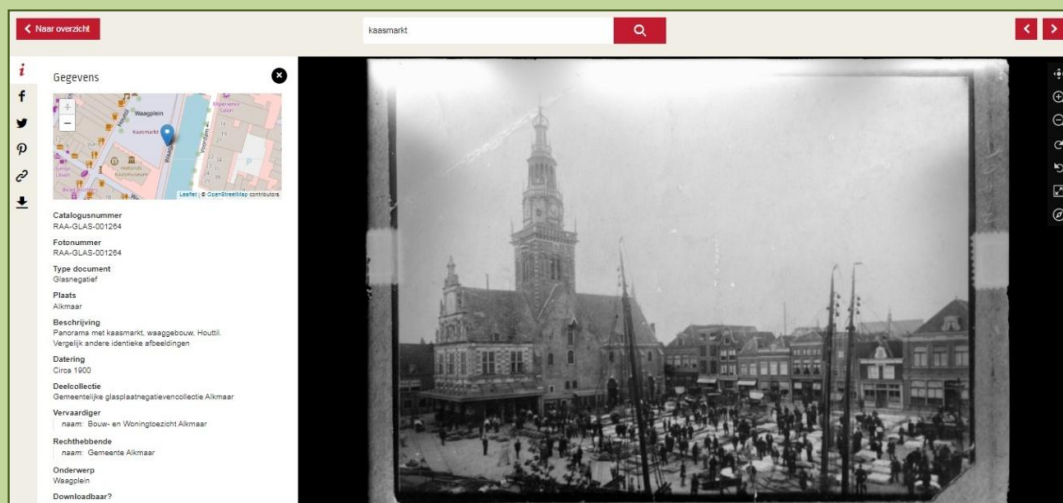 Naar overzicht
kaasmarkt
Gegevens
+
−
Waagplein
Kaasmarkt
Houttil
Voordam
P
Leaflet | © OpenStreetMap contributors
Catalogusnummer
RAA-GLAS-001264
Fotonummer
RAA-GLAS-001264
Type document
Glasnegatief
Plaats
Alkmaar
Beschrijving
Panorama met kaasmarkt, waaggebouw, Houttil.
Vergelijk andere identieke afbeeldingen
Datering
Circa 1900
Deelcollectie
Gemeentelijke glasplaatnegatievencollectie Alkmaar
Vervaardiger
naam: Bouw- en Woningtoezicht Alkmaar
Rechthebbende
naam: Gemeente Alkmaar
Onderwerp
Waagplein
Downloadbaar?